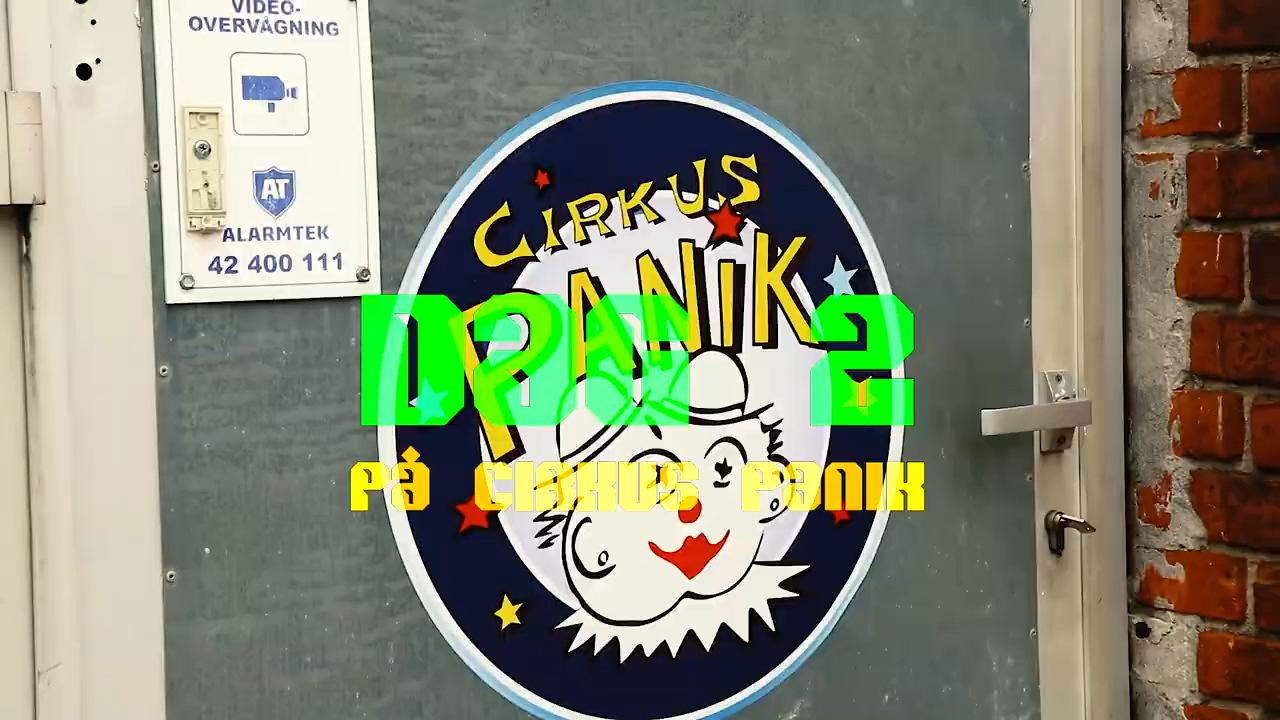 VIDEO-
OVERVÅGNING
AT
ALARMTEK
42 400 111
CIRKUS
PANIK
DAG 2
PÅ CIRKUS PANIK